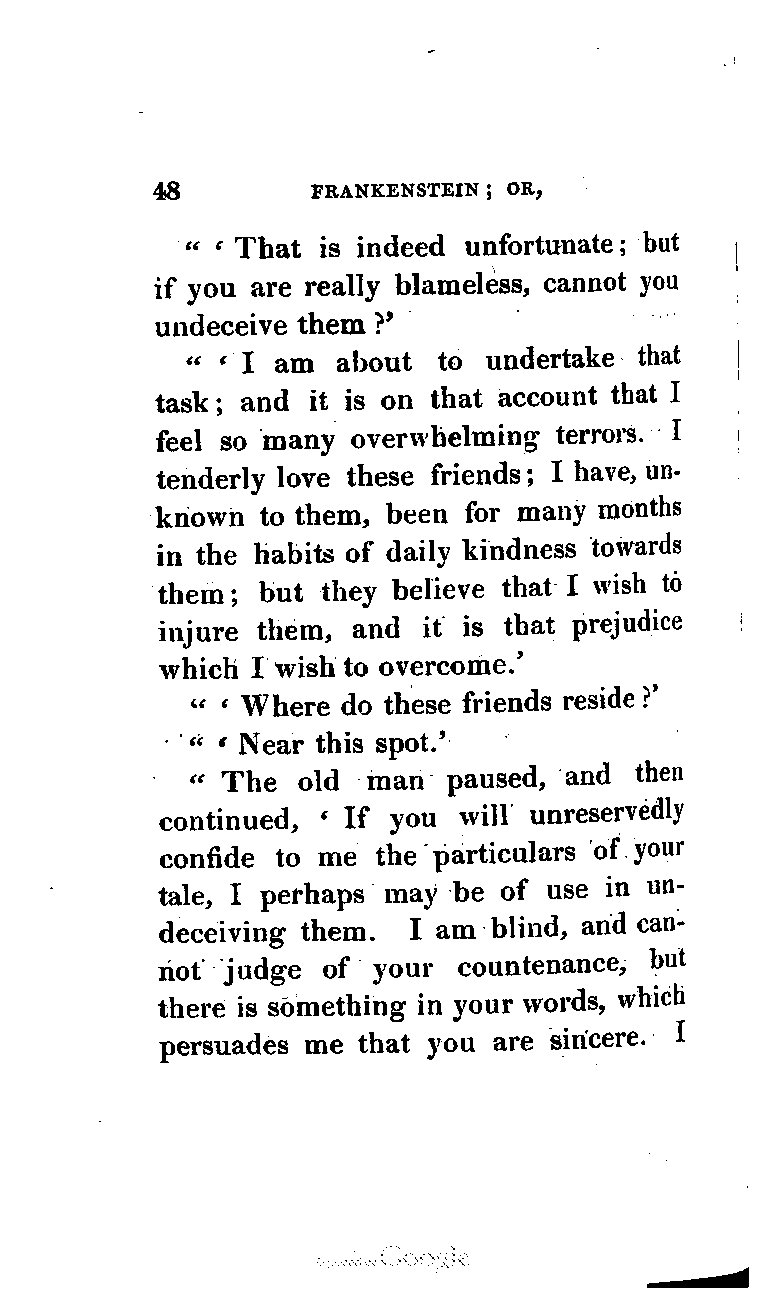 48 FRANKENSTEIN; OR,
“ ‘ That is indeed unfortunate; but
if you are really blameless, cannot you
undeceive them ?’
“ ‘ I am about to undertake that
task; and it is on that account that I
feel so many overwhelming terrors. I
tenderly love these friends; I have, un-
known to them, been for many months
in the habits of daily kindness towards
them; but they believe that I wish to
injure them, and it is that prejudice
which I wish to overcome.’
“ ‘ Where do these friends reside ?’
“ ‘ Near this spot.’
“ The old man paused, and then
continued, ‘ If you will unreservedly
confide to me the particulars of your
tale, I perhaps may be of use in un-
deceiving them. I am blind, and can-
not judge of your countenance, but
there is something in your words, which
persuades me that you are sincere. I
Google